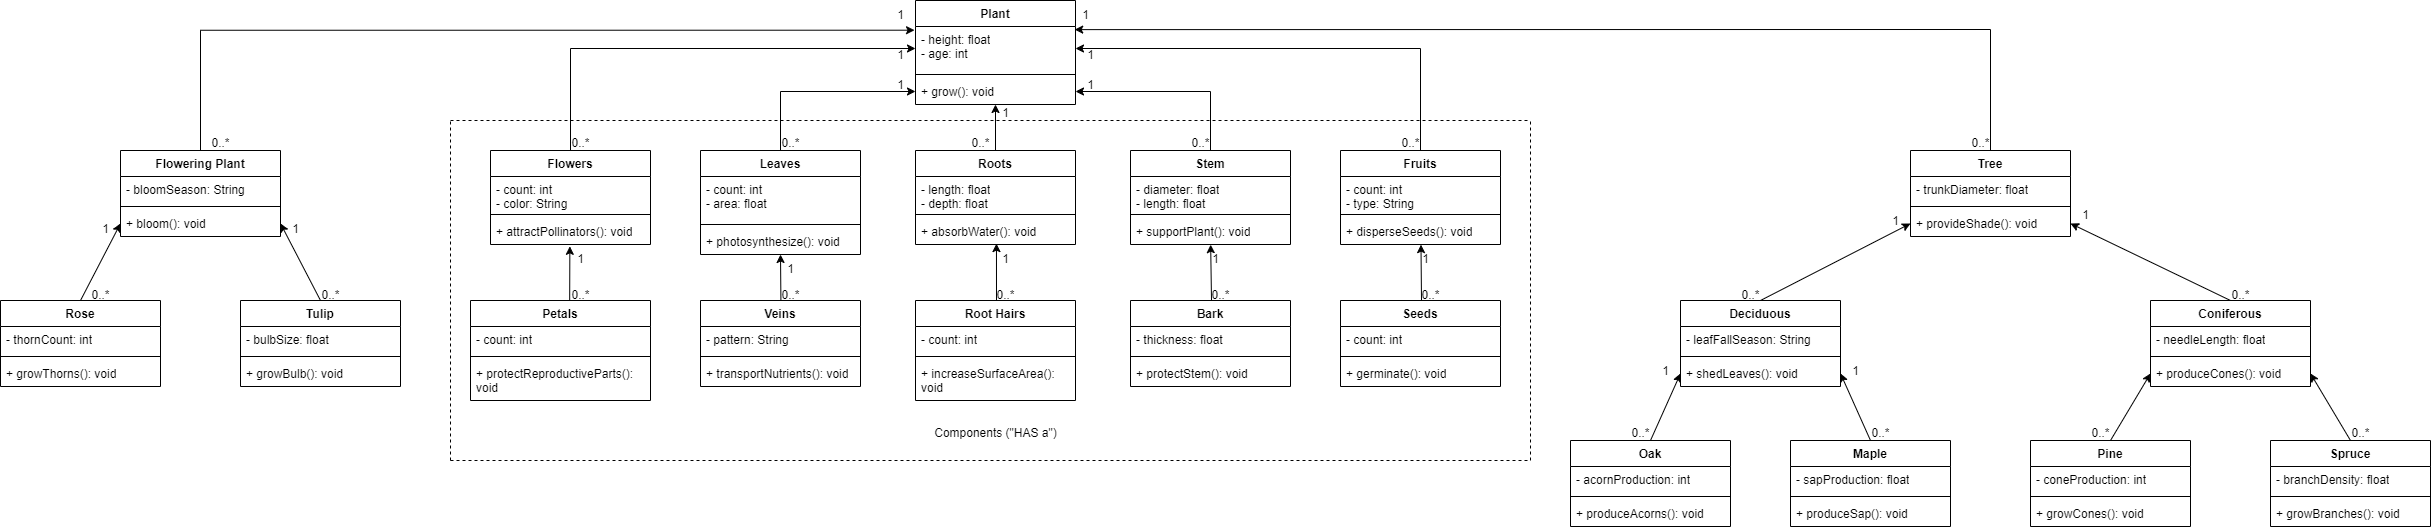 1
Plant
1
- height: float
- age: int
1
1
+ grow(): void
1
1
1
0..*
0..*
0..*
0..*
0..*
0..*
0..*
Flowering Plant
- bloomSeason: String
+ bloom(): void
1
1
Flowers
- count: int
- color: String
+ attractPollinators(): void
1
Leaves
- count: int
- area: float
+ photosynthesize(): void
1
Roots
- length: float
- depth: float
+ absorbWater(): void
1
Stem
- diameter: float
- length: float
+ supportPlant(): void
1
Fruits
- count: int
- type: String
+ disperseSeeds(): void
1
Tree
- trunkDiameter: float
+ provideShade(): void
1
1
0..*
0..*
0..*
0..*
0..*
0..*
0..*
0..*
0..*
Rose
- thornCount: int
+ growThorns(): void
Tulip
- bulbSize: float
+ growBulb(): void
Petals
- count: int
+ protectReproductiveParts():
void
Veins
- pattern: String
+ transportNutrients(): void
Root Hairs
- count: int
+ increaseSurfaceArea():
void
Bark
- thickness: float
+ protectStem(): void
Seeds
- count: int
+ germinate(): void
Deciduous
- leafFallSeason: String
+ shedLeaves(): void
1
1
Coniferous
- needleLength: float
+ produceCones(): void
Components ("HAS a")
0..*
0..*
0..*
0..*
Oak
- acornProduction: int
+ produceAcorns(): void
Maple
- sapProduction: float
+ produceSap(): void
Pine
- coneProduction: int
+ growCones(): void
Spruce
- branchDensity: float
+ growBranches(): void